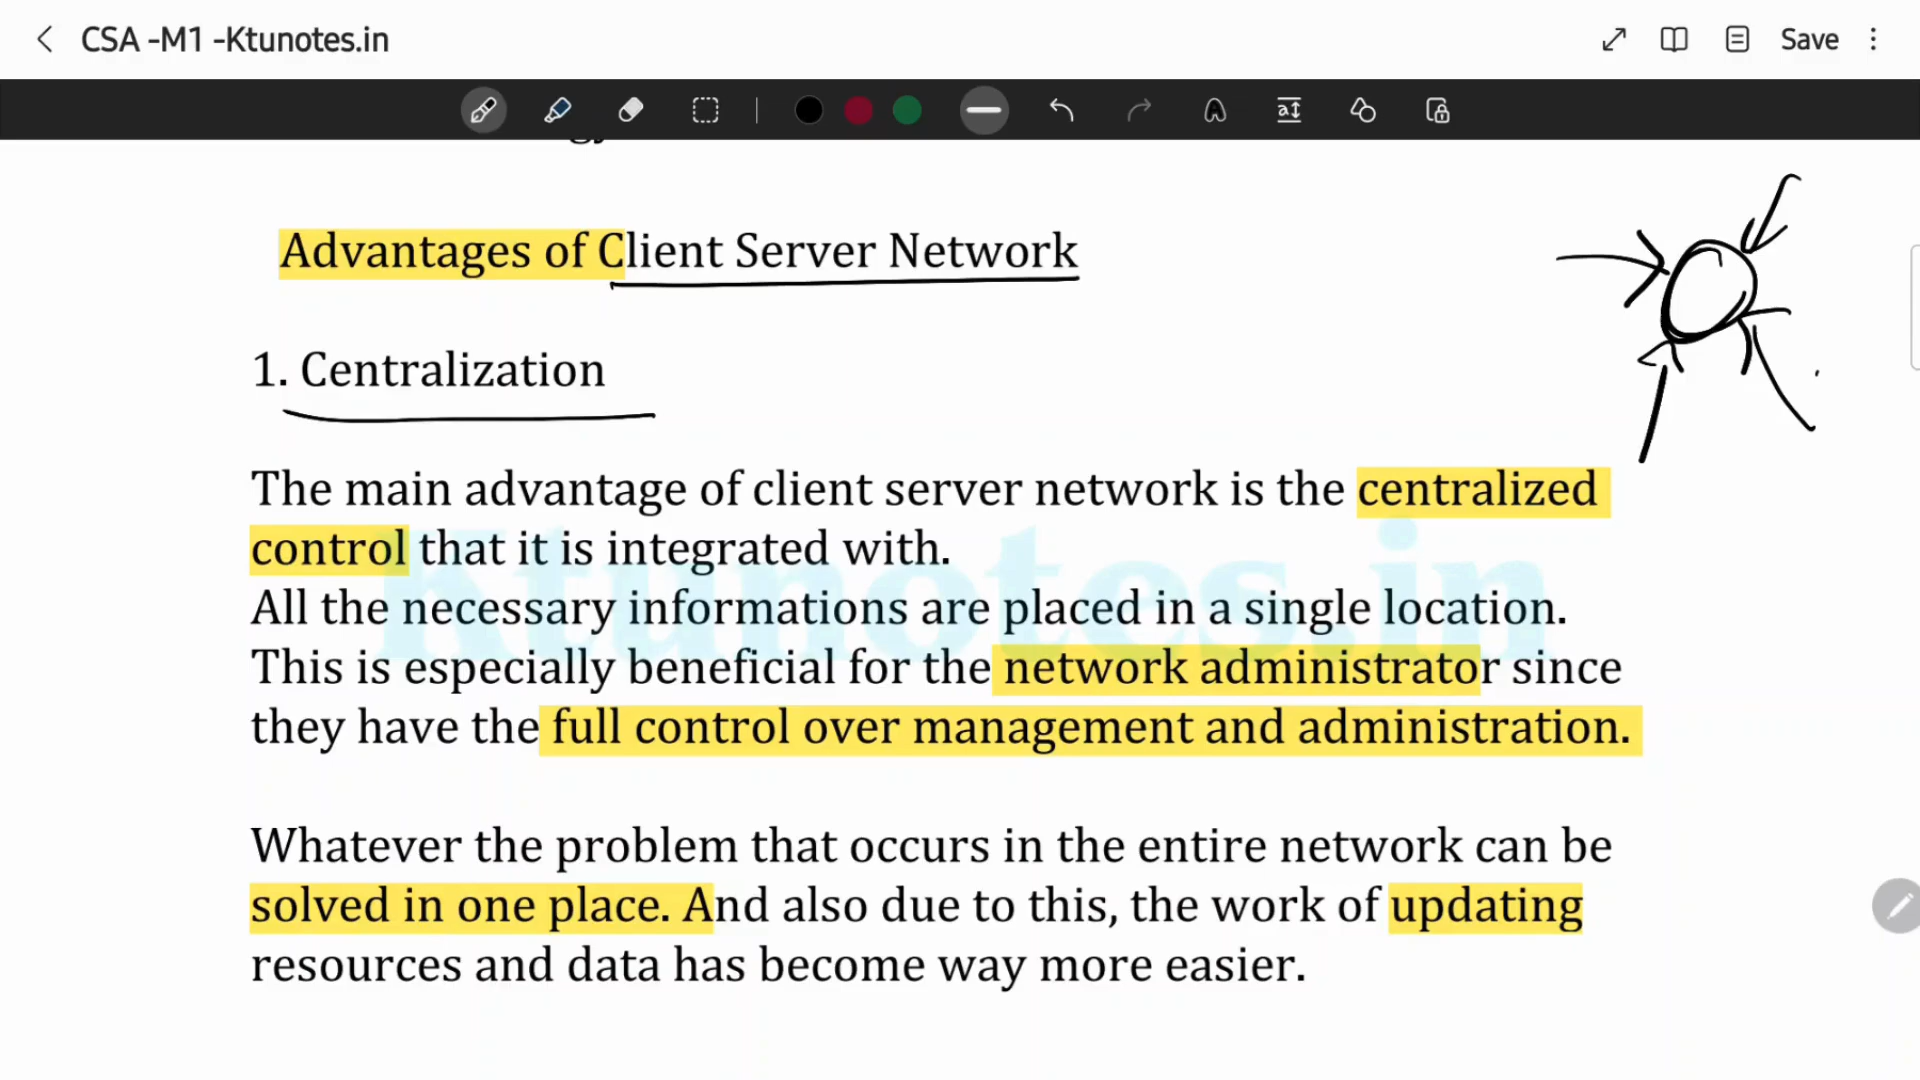 CSA -M1 -Ktunotes.in
Save
Advantages of Client Server Network
1. Centralization
The main advantage of client server network is the centralized
control that it is integrated with.
All the necessary informations are placed in a single location.
This is especially beneficial for the network administrator since
they have the full control over management and administration.
Whatever the problem that occurs in the entire network can be
solved in one place. And also due to this, the work of updating
resources and data has become way more easier.
Ktunotes.in